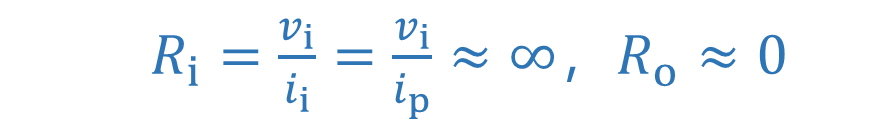 Rᵢ = vᵢ/iᵢ = vᵢ/iₚ ≈ ∞, Rₒ ≈ 0